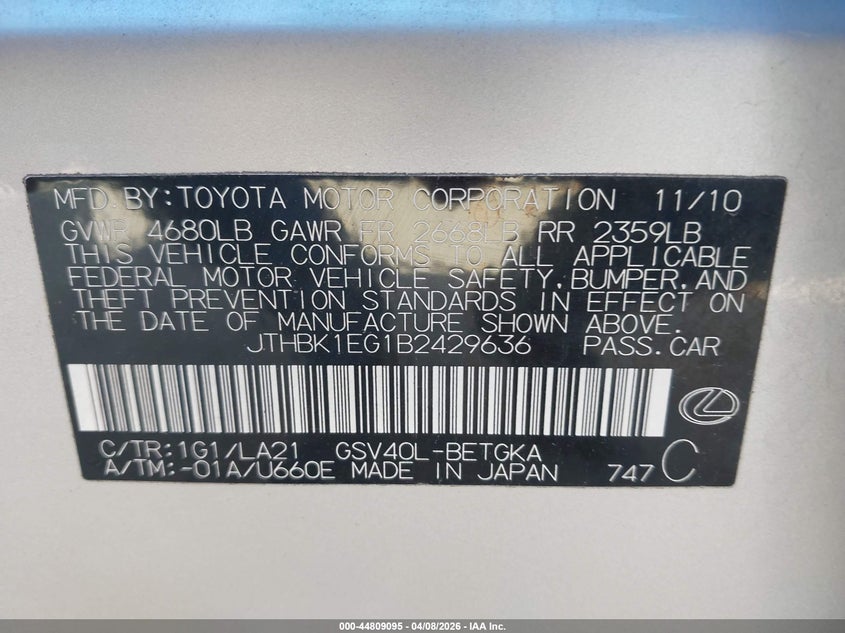 MFD.BY:TOYOTA MOTOR CORPORATION 11/10
GVWR 4680LB GAWR FR 2668LB RR 2359LB
THIS VEHICLE CONFORMS TO ALL APPLICABLE
FEDERAL MOTOR VEHICLE SAFETY,BUMPER,AND
THEFT PREVENTION STANDARDS IN EFFECT ON
THE DATE OF MANUFACTURE SHOWN ABOVE.
JTHBK1EG1B2429636 PASS.CAR
C/TR:1G1/LA21 GSV40L-BETGKA
A/TM:-01A/U660E MADE IN JAPAN 747 C
000-44809095 - 04/08/2026 - IAA Inc.